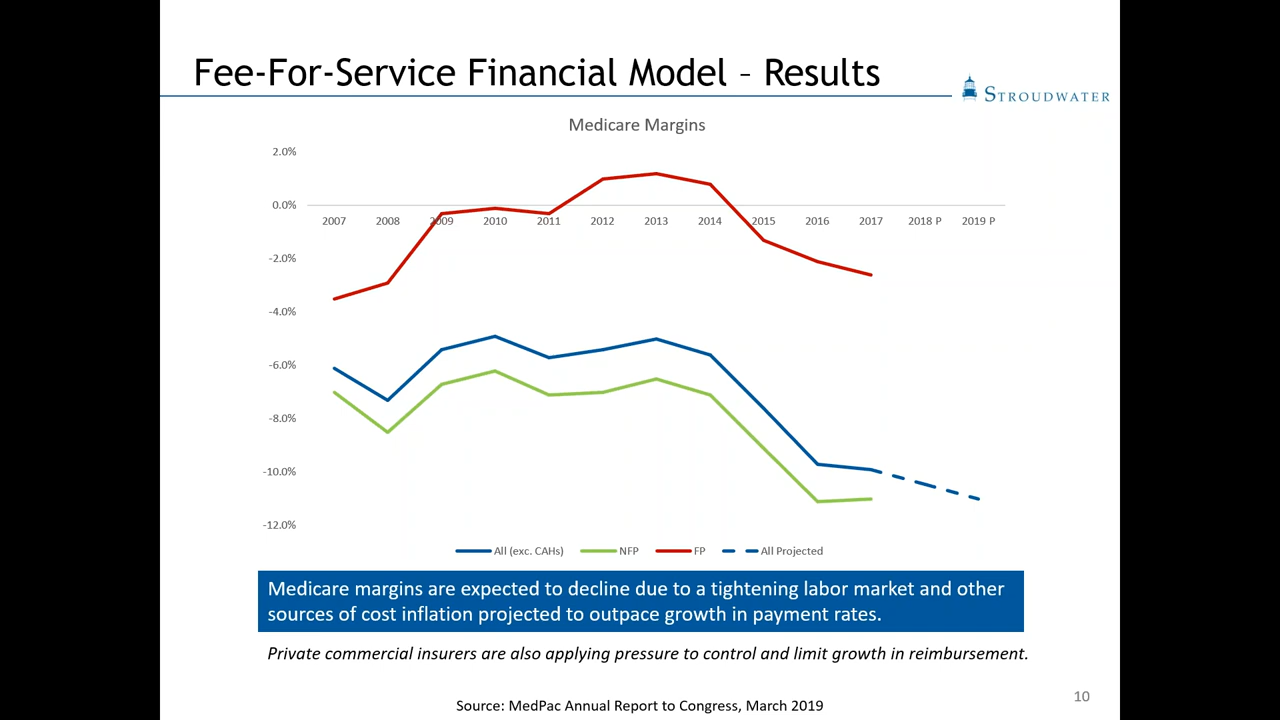 Fee-For-Service Financial Model – Results
STROUDWATER
Medicare Margins
2.0%
0.0%
2007 2008 2009 2010 2011 2012 2013 2014 2015 2016 2017 2018 P 2019 P
-2.0%
-4.0%
-6.0%
-8.0%
-10.0%
-12.0%
All (exc. CAHs) NFP FP All Projected
Medicare margins are expected to decline due to a tightening labor market and other
sources of cost inflation projected to outpace growth in payment rates.
Private commercial insurers are also applying pressure to control and limit growth in reimbursement.
10
Source: MedPac Annual Report to Congress, March 2019